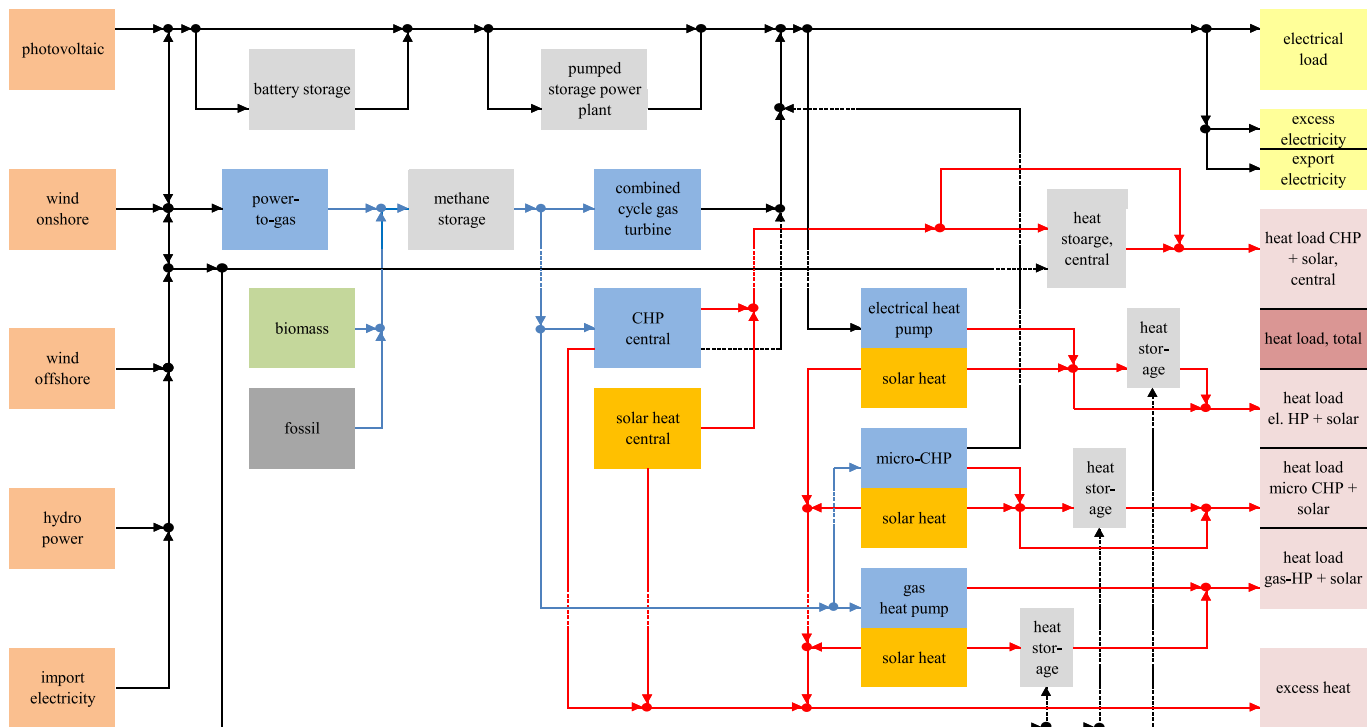 photovoltaic
battery storage
pumped
storage power
plant
electrical
load
excess
electricity
export
electricity
wind
onshore
power-
to-gas
methane
storage
combined
cycle gas
turbine
heat
stoarge,
central
heat load CHP
+ solar,
central
biomass
CHP
central
electrical heat
pump
solar heat
heat
stor-
age
heat load, total
wind
offshore
fossil
solar heat
central
heat load
el. HP + solar
micro-CHP
solar heat
heat
stor-
age
heat load
micro CHP +
solar
hydro
power
gas
heat pump
solar heat
heat
stor-
age
heat load
gas-HP + solar
import
electricity
excess heat